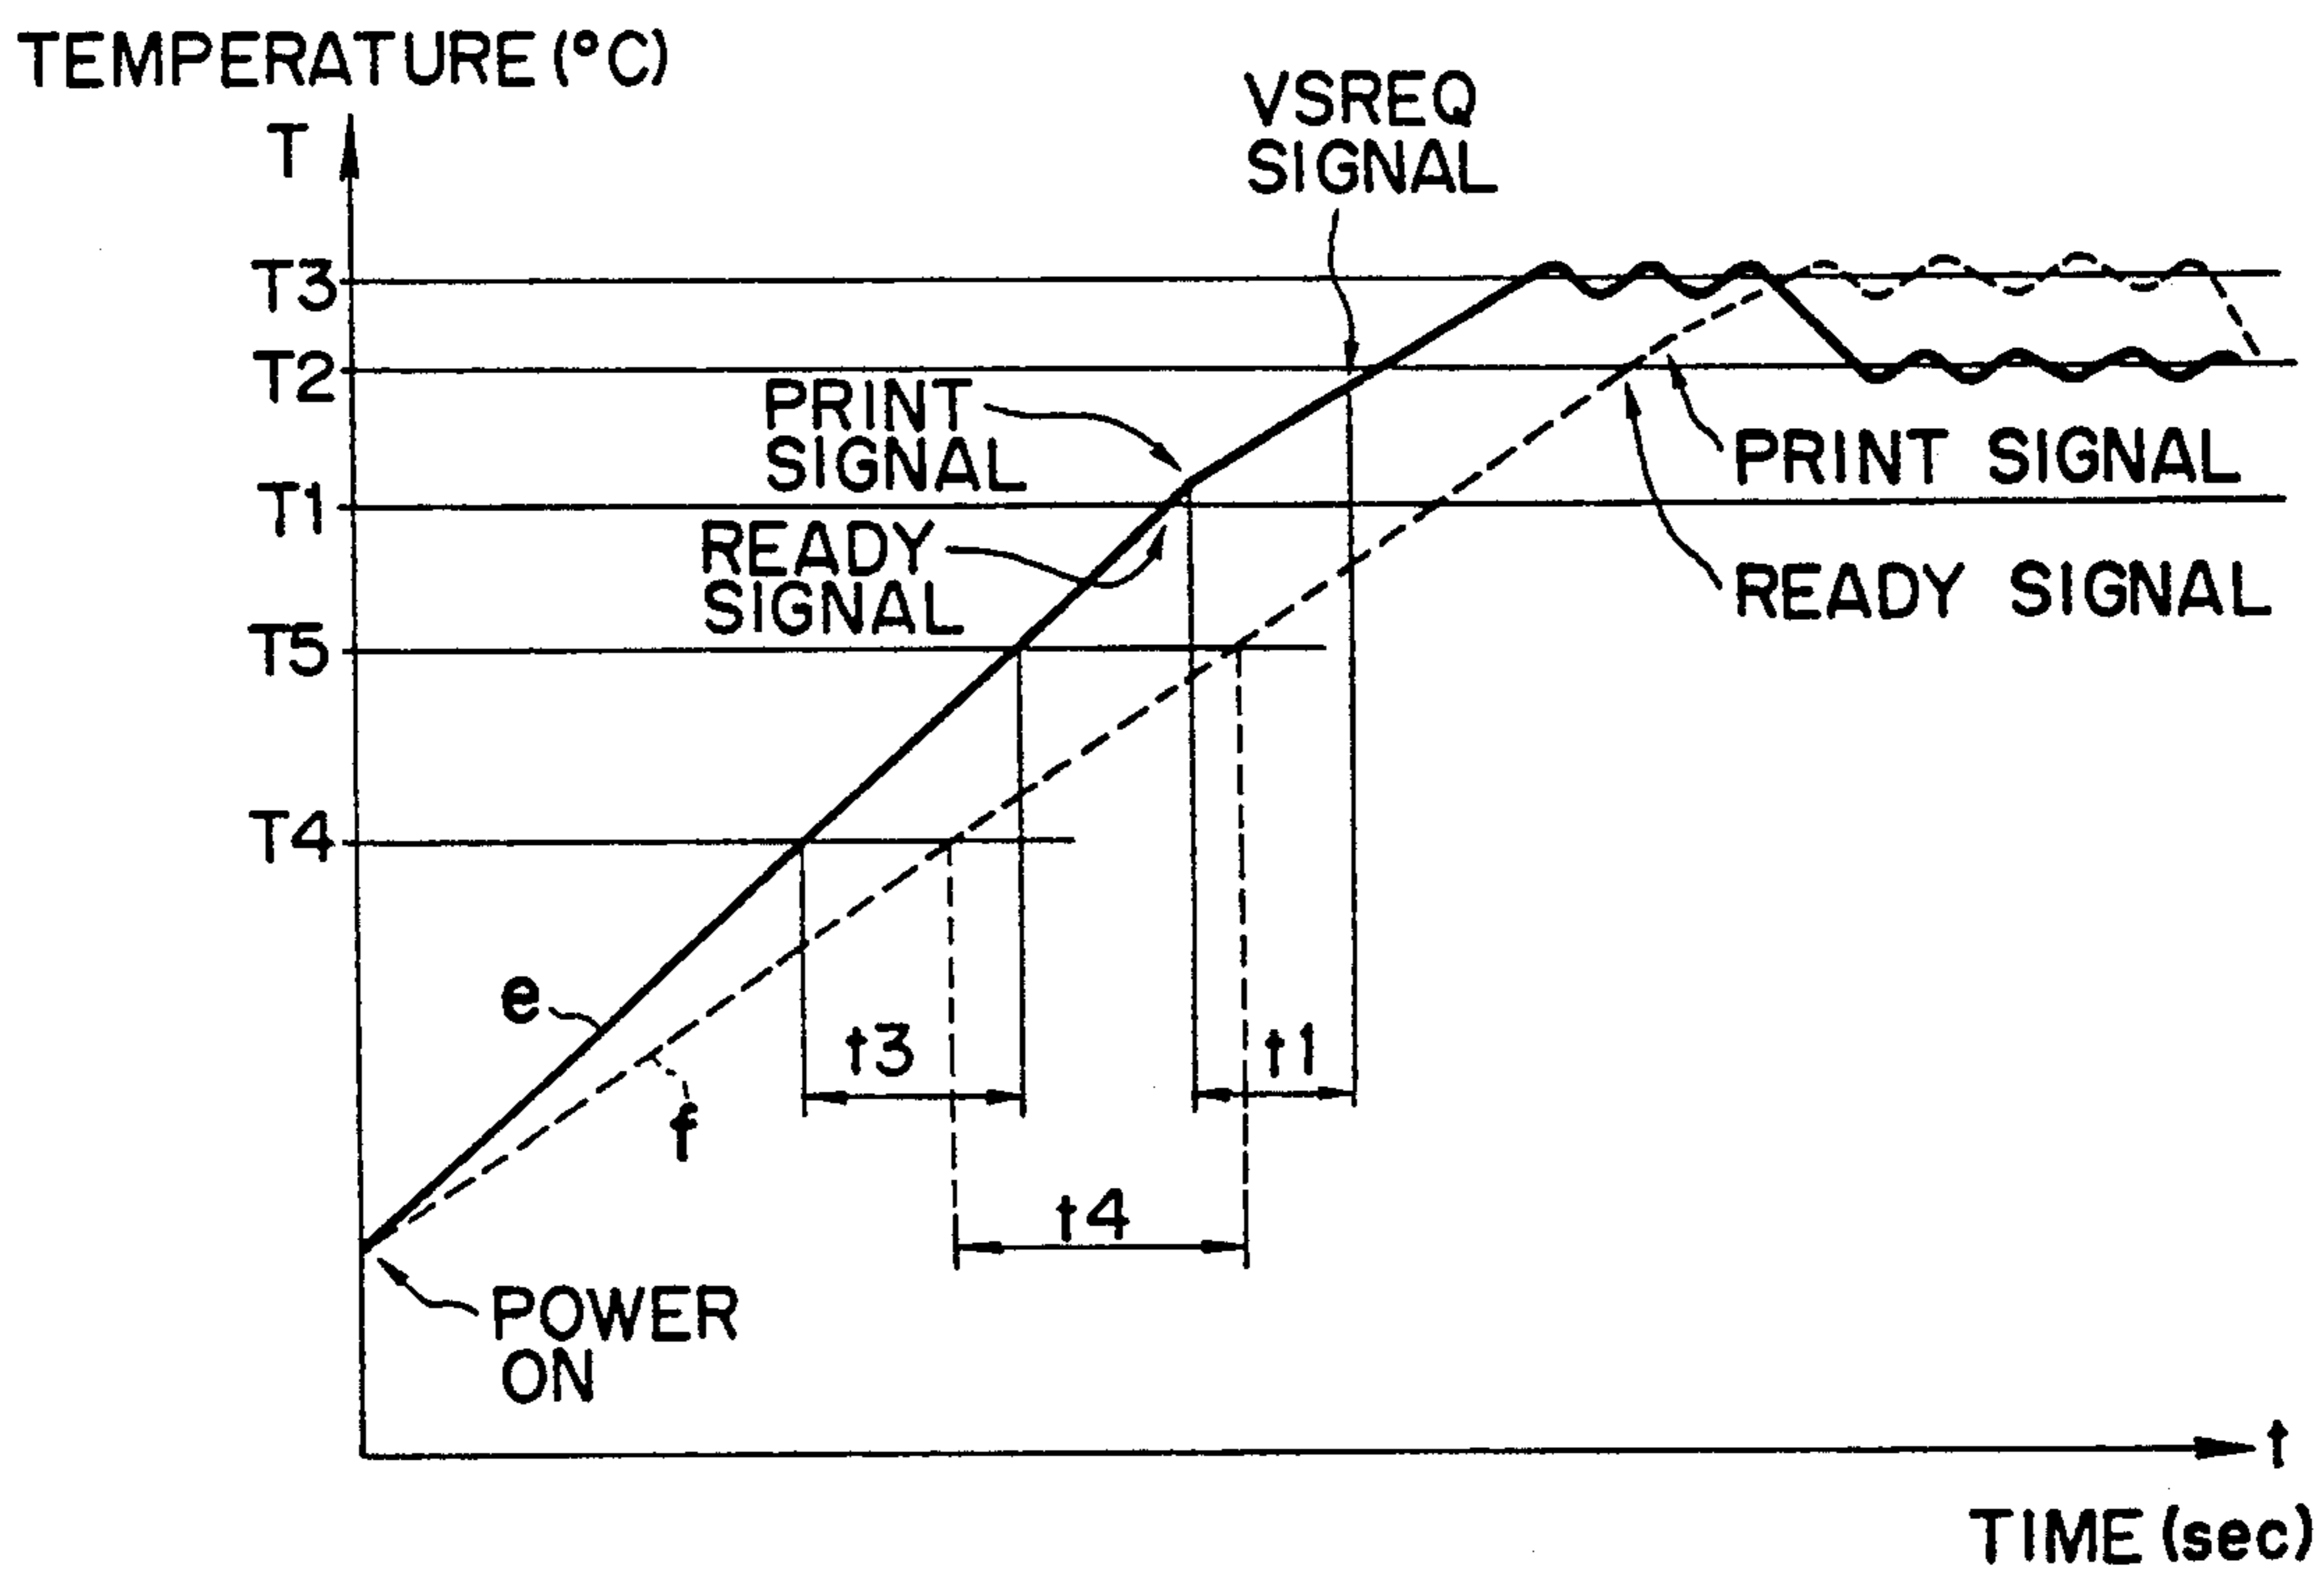 TEMPERATURE (°C)
T
VSREQ
SIGNAL
T3
T2
PRINT
SIGNAL
PRINT SIGNAL
T1
READY
SIGNAL
READY SIGNAL
T5
T4
e
t3
t1
f
t4
POWER
ON
t
TIME (sec)